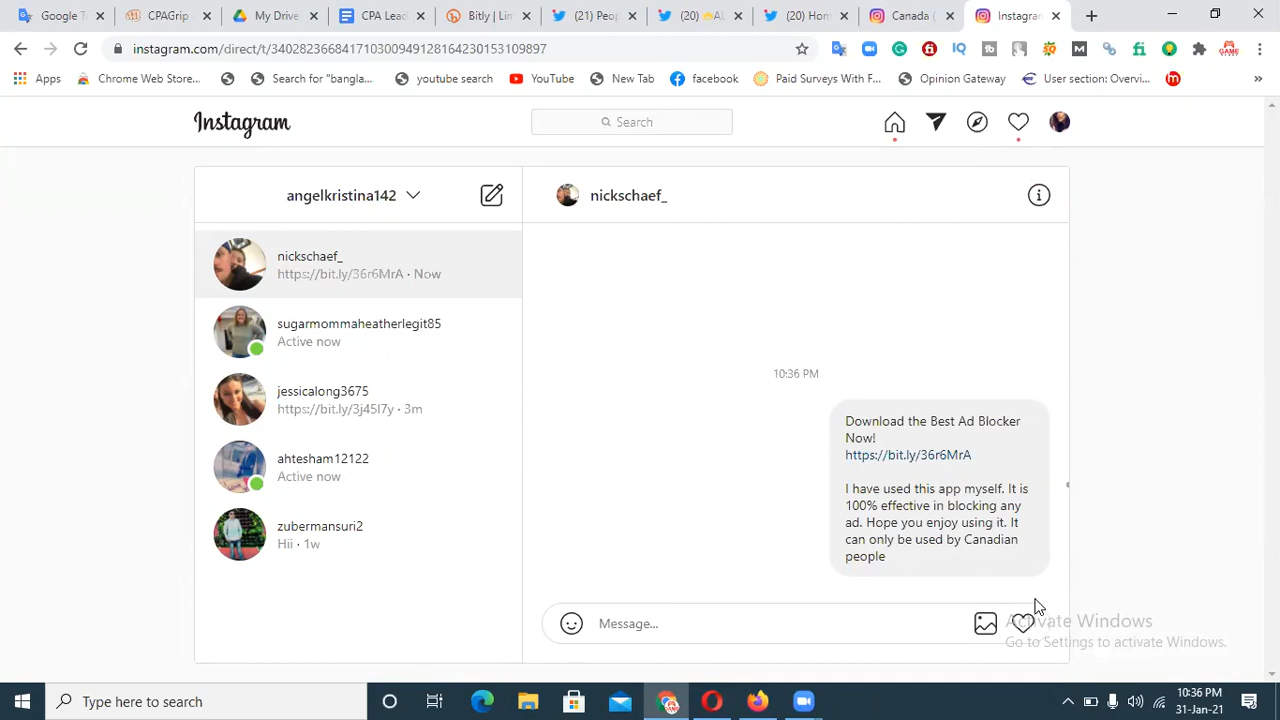 Google T
CPAGrip
My Drive
CPA Lead
Bitly | Lin
(21) Peop
(20) 👑AL
(20) Hom
Canada (
Instagram
instagram.com/direct/t/340282366841710300949128164230153109897
Apps
Chrome Web Store...
Search for "bangla...
youtube search
YouTube
New Tab
facebook
Paid Surveys With F...
Opinion Gateway
User section: Overvi...
»
Instagram
Search
angelkristina142
nickschaef_
nickschaef_
https://bit.ly/36r6MrA · Now
sugarmommaheatherlegit85
Active now
jessicalong3675
https://bit.ly/3j45I7y · 3m
ahtesham12122
Active now
zubermansuri2
Hii · 1w
10:36 PM
Download the Best Ad Blocker
Now!
https://bit.ly/36r6MrA
I have used this app myself. It is
100% effective in blocking any
ad. Hope you enjoy using it. It
can only be used by Canadian
people
Message...
Activate Windows
Go to Settings to activate Windows.
Type here to search
10:36 PM
31-Jan-21